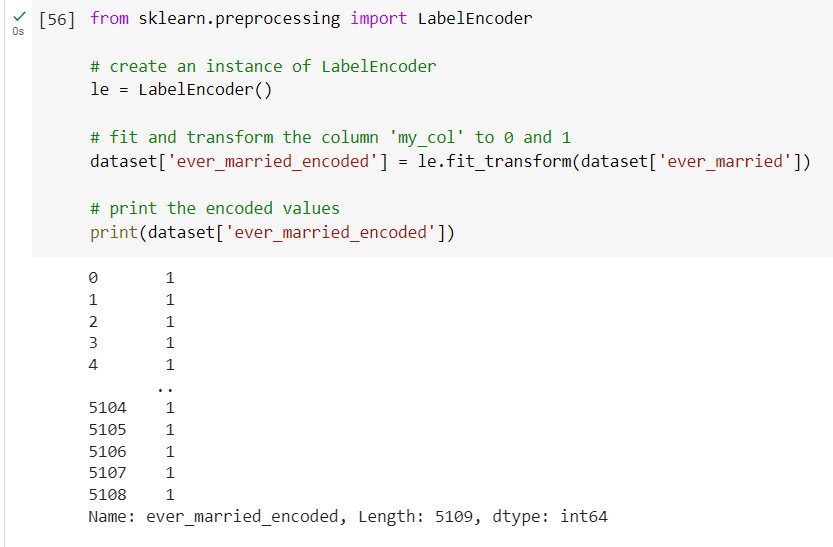 [56] from sklearn.preprocessing import LabelEncoder
0s
# create an instance of LabelEncoder
le = LabelEncoder()
# fit and transform the column 'my_col' to 0 and 1
dataset['ever_married_encoded'] = le.fit_transform(dataset['ever_married'])
# print the encoded values
print(dataset['ever_married_encoded'])
0       1
1       1
2       1
3       1
4       1
       ..
5104    1
5105    1
5106    1
5107    1
5108    1
Name: ever_married_encoded, Length: 5109, dtype: int64